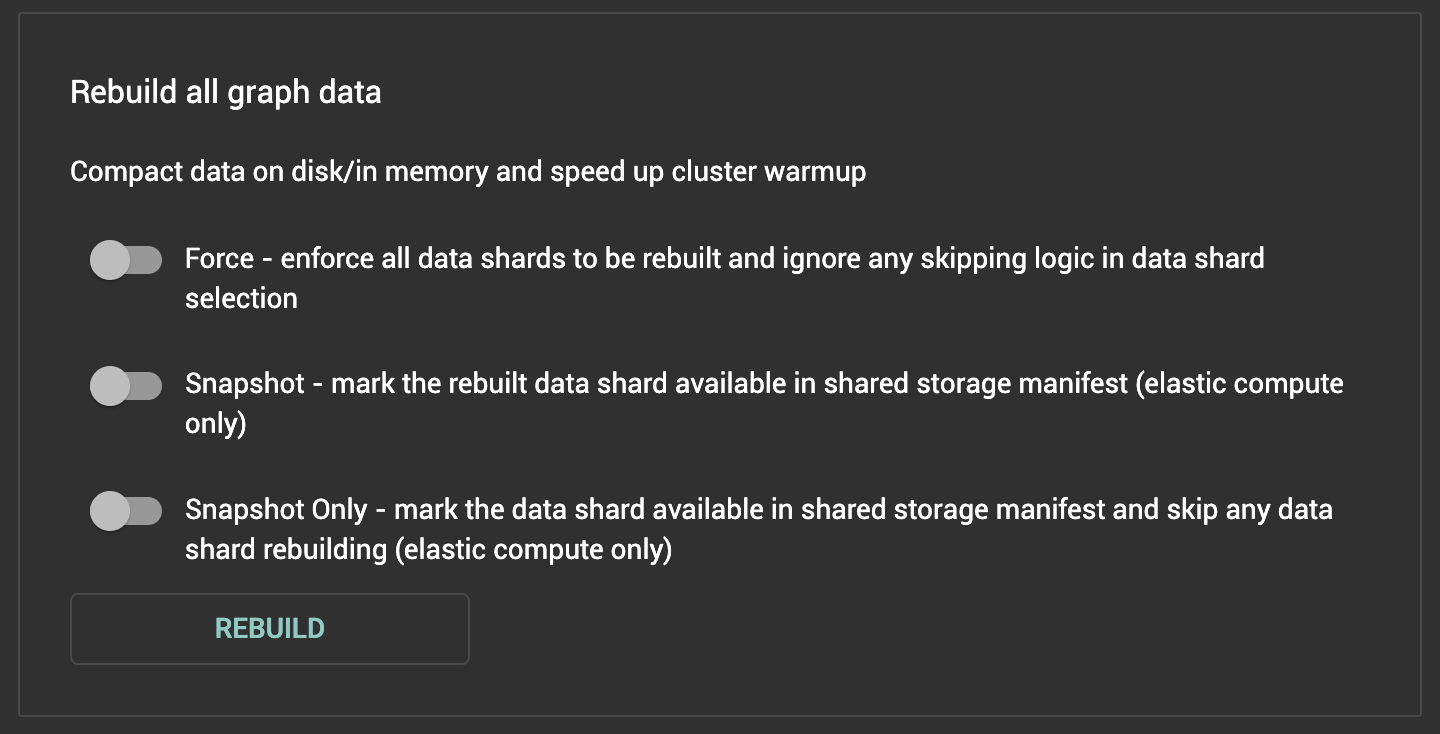 Rebuild all graph data
Compact data on disk/in memory and speed up cluster warmup
Force - enforce all data shards to be rebuilt and ignore any skipping logic in data shard
selection
Snapshot - mark the rebuilt data shard available in shared storage manifest (elastic compute
only)
Snapshot Only - mark the data shard available in shared storage manifest and skip any data
shard rebuilding (elastic compute only)
REBUILD